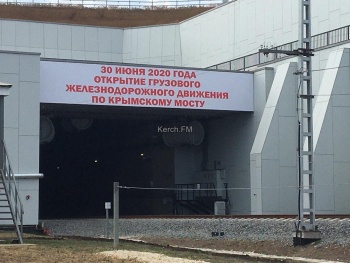 30 ИЮНЯ 2020 ГОДА
ОТКРЫТИЕ ГРУЗОВОГО
ЖЕЛЕЗНОДОРОЖНОГО ДВИЖЕНИЯ
ПО КРЫМСКОМУ МОСТУ
Kerch.FM